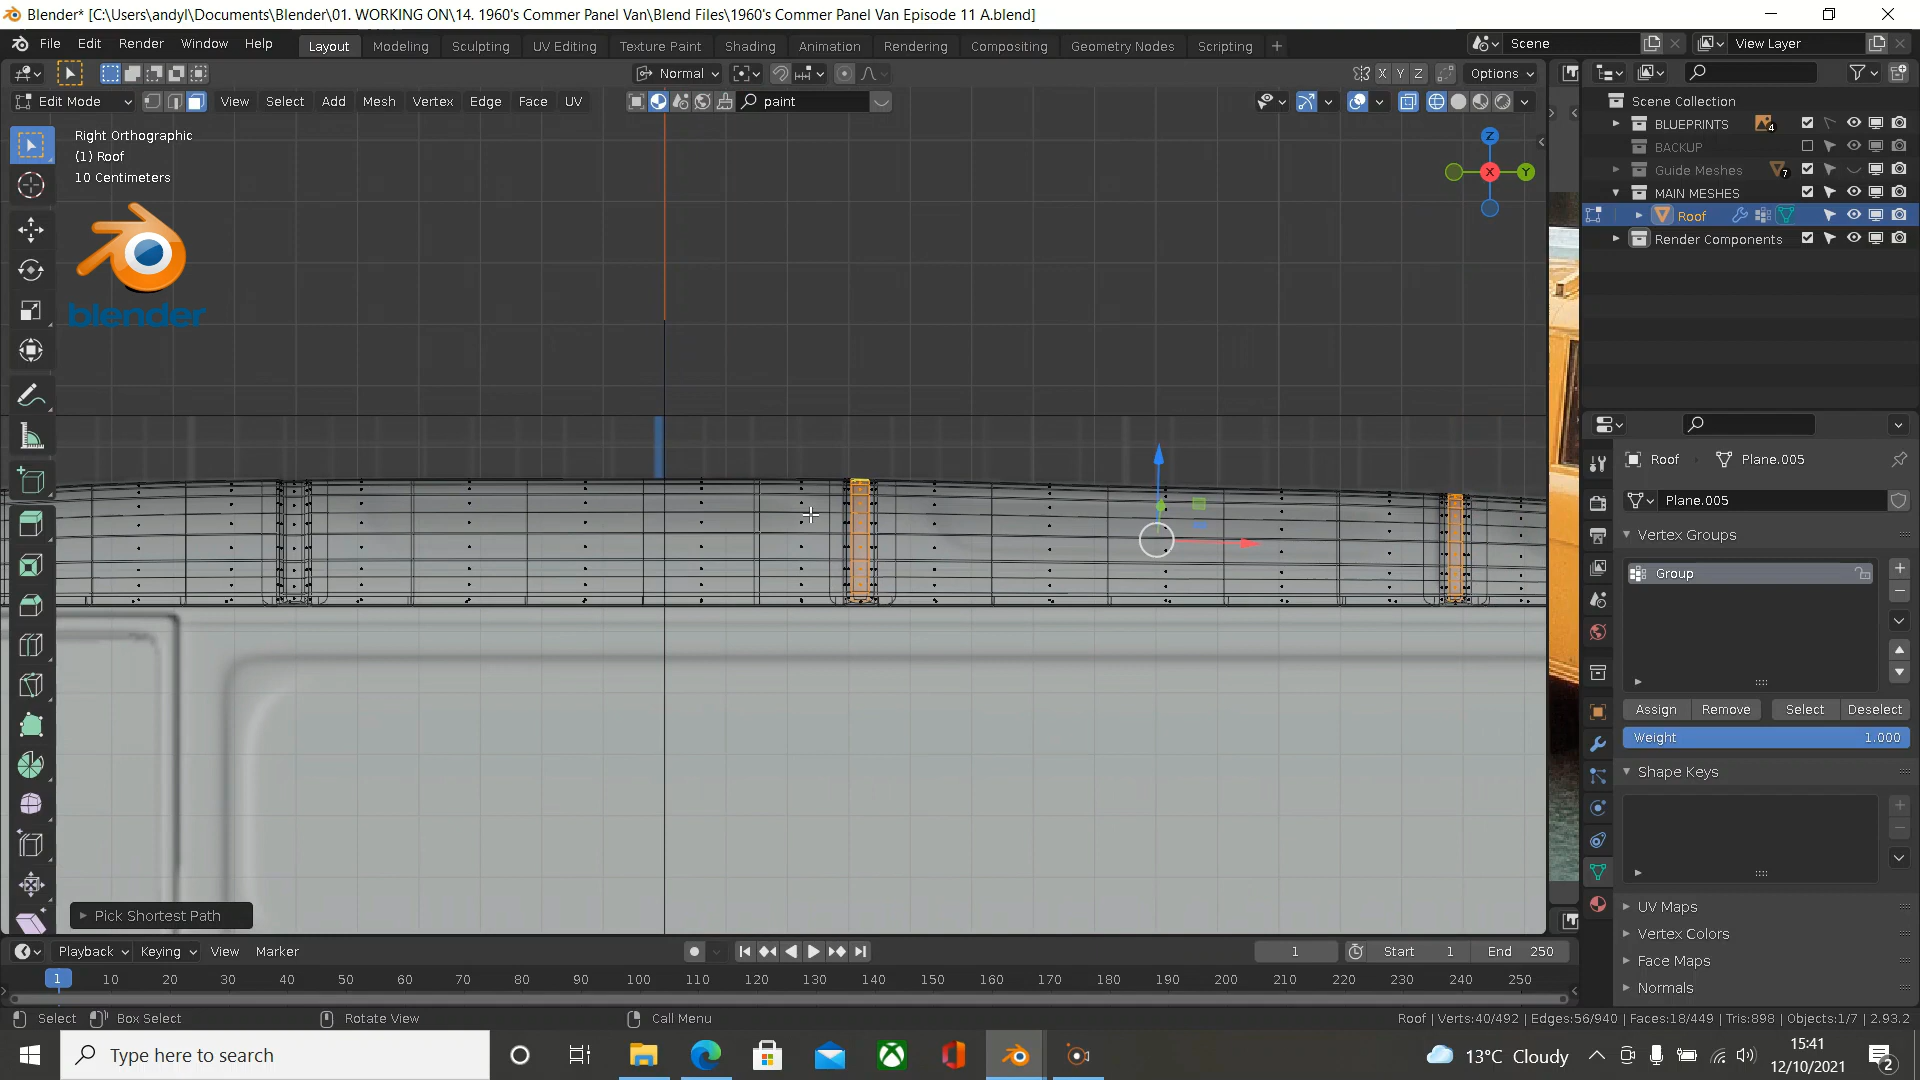 Blender* [C:\Users\andyl\Documents\Blender\01. WORKING ON\14. 1960's Commer Panel Van\Blend Files\1960's Commer Panel Van Episode 11 A.blend]
File Edit Render Window Help Layout Modeling Sculpting UV Editing Texture Paint Shading Animation Rendering Compositing Geometry Nodes Scripting + Scene View Layer
Normal X Y Z Options
Edit Mode View Select Add Mesh Vertex Edge Face UV paint
Right Orthographic
(1) Roof
10 Centimeters
blender
Z
X
Y
Pick Shortest Path
Scene Collection
BLUEPRINTS 4
BACKUP
Guide Meshes 7
MAIN MESHES
Roof
Render Components
Roof Plane.005
Plane.005
Vertex Groups
Group
Assign Remove Select Deselect
Weight 1.000
Shape Keys
UV Maps
Vertex Colors
Face Maps
Normals
Playback Keying View Marker 1 Start 1 End 250
1 10 20 30 40 50 60 70 80 90 100 110 120 130 140 150 160 170 180 190 200 210 220 230 240 250
Select Box Select Rotate View Call Menu Roof | Verts:40/492 | Edges:56/940 | Faces:18/449 | Tris:898 | Objects:1/7 | 2.93.2
Type here to search 13°C Cloudy 15:41
12/10/2021 2